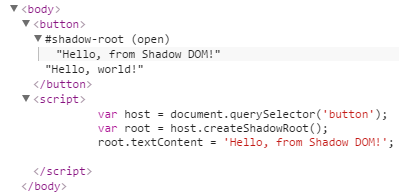 ▼<body>
▼<button>
▼#shadow-root (open)
"Hello, from Shadow DOM!"
"Hello, world!"
</button>
▼<script>
var host = document.querySelector('button');
var root = host.createShadowRoot();
root.textContent = 'Hello, from Shadow DOM!';
</script>
</body>